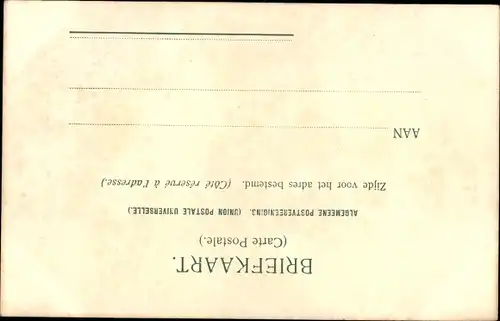 BRIEFKAART.
(Carte Postale.)
ALGEMEENE POSTVEREENIGING. (UNION POSTALE UNIVERSELLE.)
Zijde voor het adres bestemd. (Côté réservé à l'adresse.)
AAN